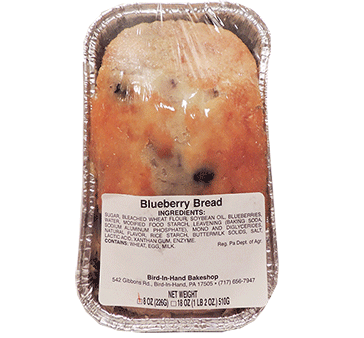 Blueberry Bread
INGREDIENTS:
SUGAR, BLEACHED WHEAT FLOUR, SOYBEAN OIL, BLUEBERRIES,
WATER, MODIFIED FOOD STARCH, LEAVENING (BAKING SODA,
SODIUM ALUMINUM PHOSPHATE), MONO AND DIGLYCERIDES,
NATURAL FLAVOR, RICE STARCH, BUTTERMILK SOLIDS, SALT,
LACTIC ACID, XANTHAN GUM, ENZYME.
CONTAINS: WHEAT, EGG, MILK.
Reg. Pa Dept. of Agr.
Bird-In-Hand Bakeshop
542 Gibbons Rd., Bird-In-Hand, PA 17505 • (717) 656-7947
NET WEIGHT
8 OZ (226G) 18 OZ (1 LB 2 OZ.) 510G